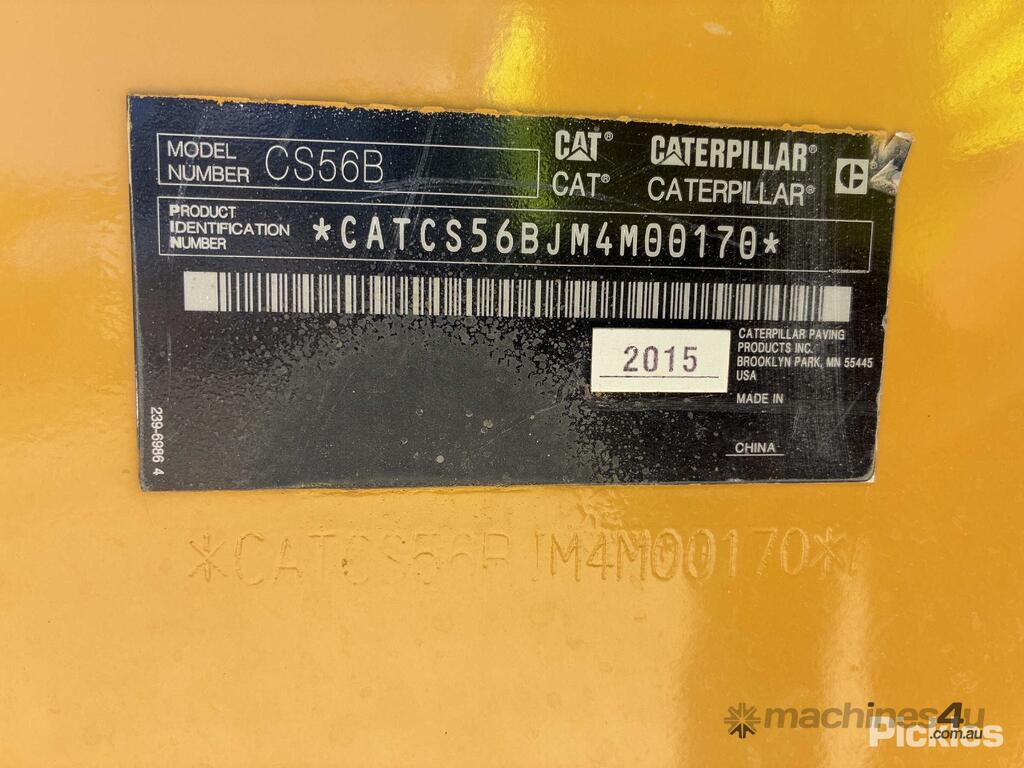 MODEL NUMBER CS56B
CAT® CATERPILLAR®
CAT® CATERPILLAR®
PRODUCT IDENTIFICATION NUMBER
*CATCS56BJM4M00170*
2015
CATERPILLAR PAVING
PRODUCTS INC.
BROOKLYN PARK, MN 55445
USA
MADE IN
CHINA
239-6986 4
*CATCS56BJM4M00170*
machines4u
.com.au
Pickles